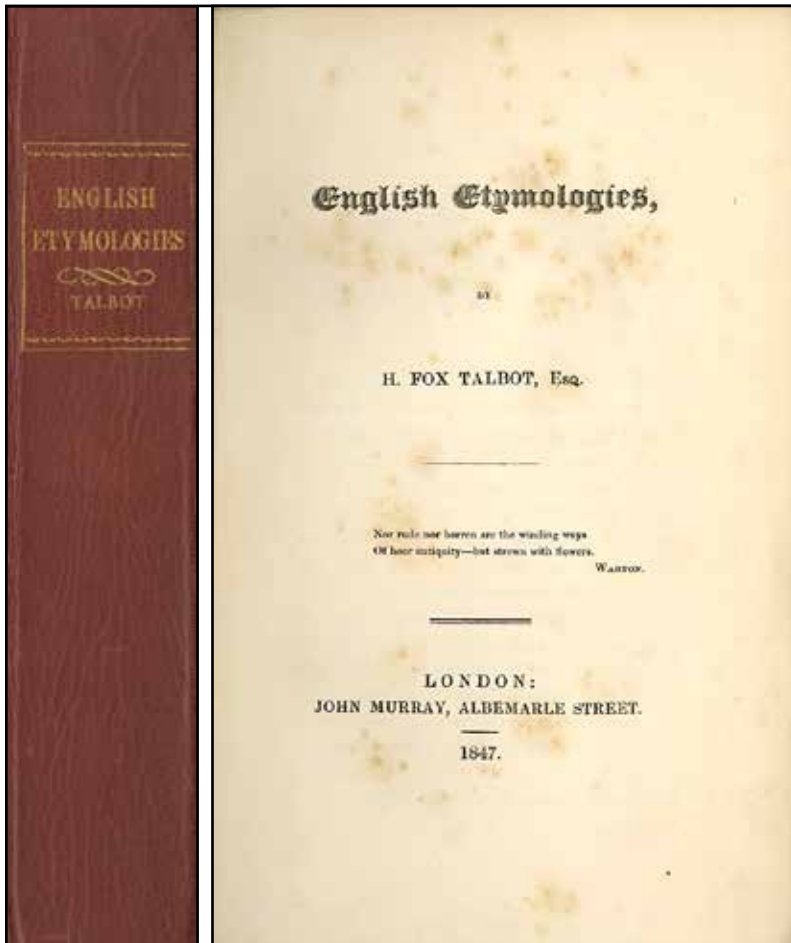 ENGLISH
ETYMOLOGIES
TALBOT
English Etymologies,
BY
H. FOX TALBOT, Esq.
Nor rude nor barren are the winding ways
Of hoar antiquity—but strown with flowers.
Warton.
LONDON:
JOHN MURRAY, ALBEMARLE STREET.
1847.